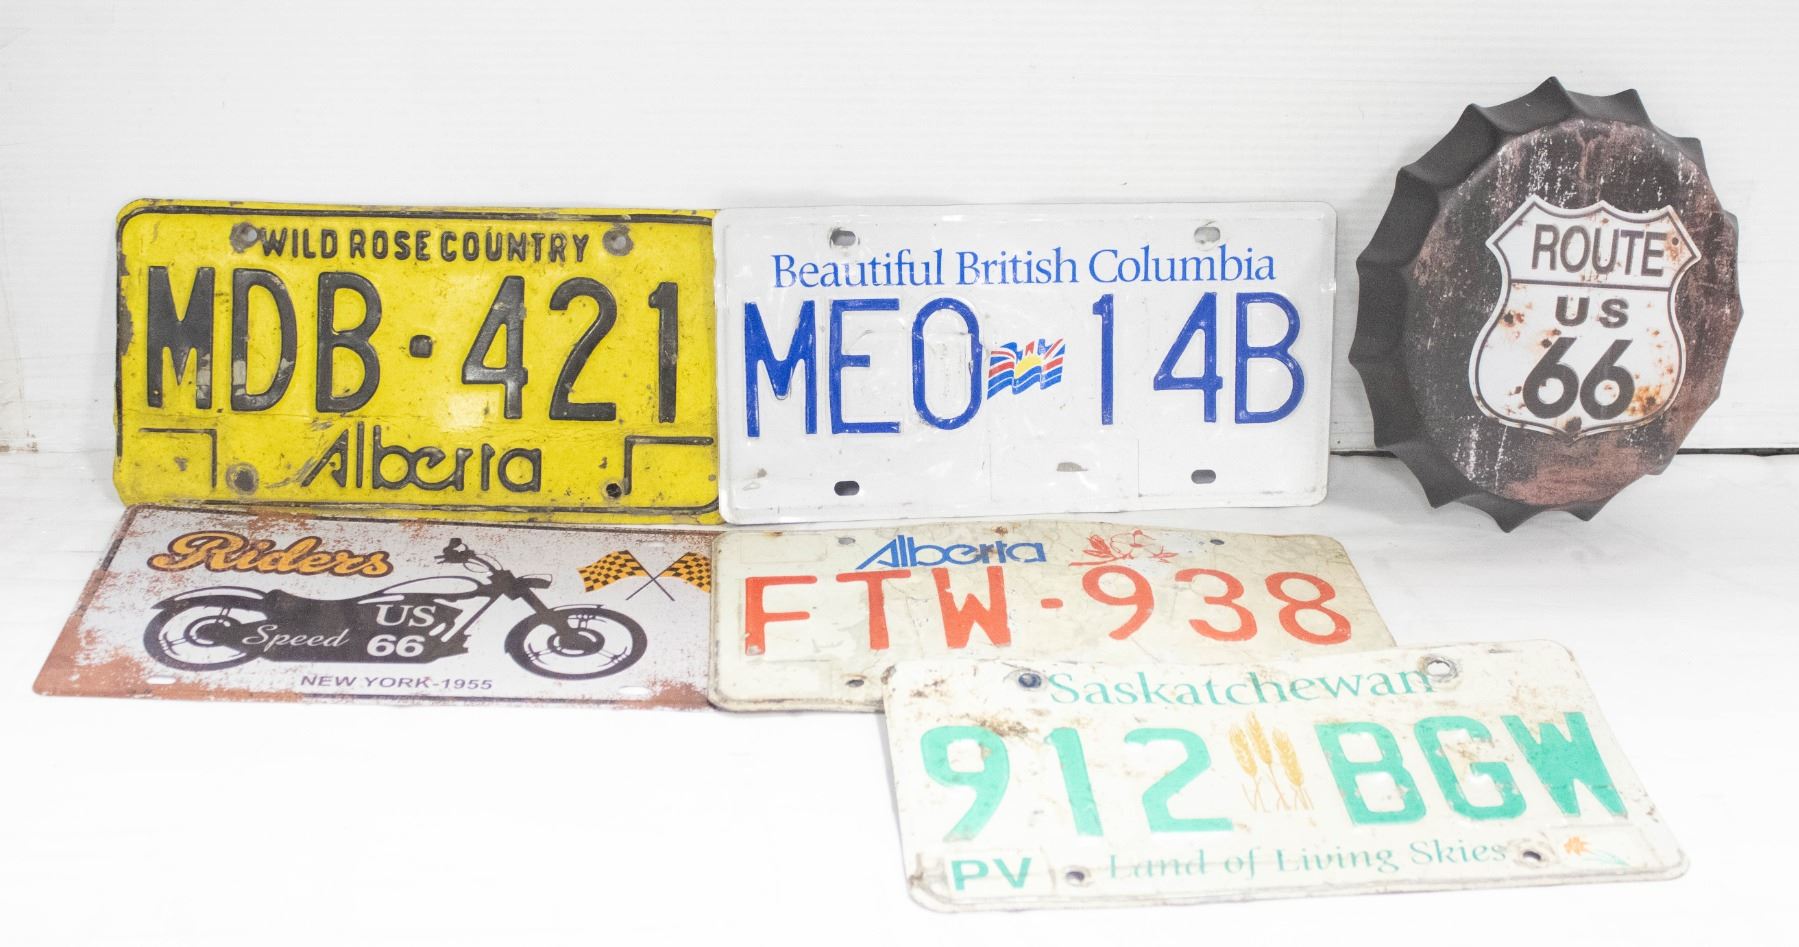 WILD ROSE COUNTRY
MDB·421
Alberta
Beautiful British Columbia
MEO 14B
ROUTE
US
66
Riders
US
Speed 66
NEW YORK-1955
Alberta
FTW-938
Saskatchewan
912 BGW
PV Land of Living Skies